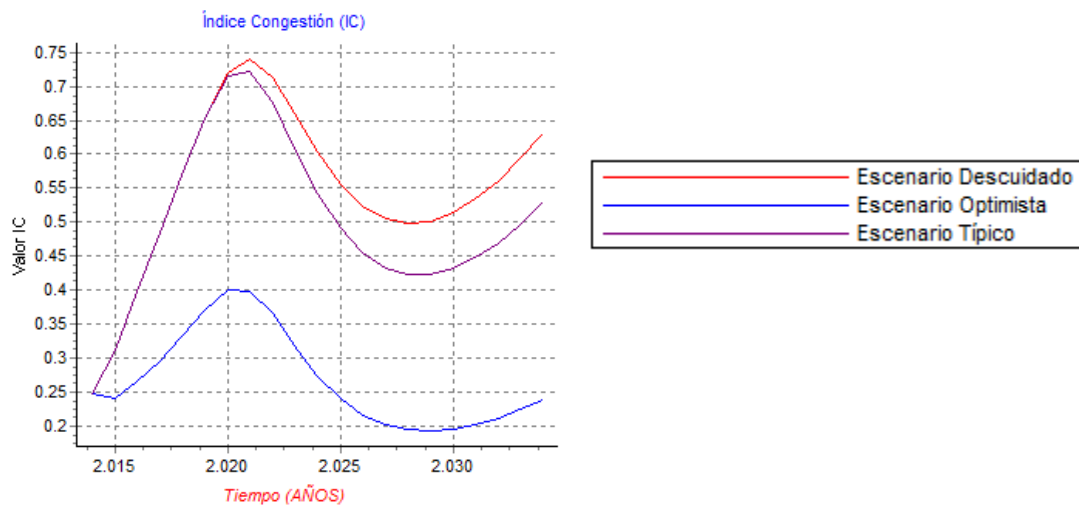 Índice Congestión (IC)
Valor IC
0.75
0.7
0.65
0.6
0.55
0.5
0.45
0.4
0.35
0.3
0.25
0.2
2.015 2.020 2.025 2.030
Tiempo (AÑOS)
Escenario Descuidado
Escenario Optimista
Escenario Típico